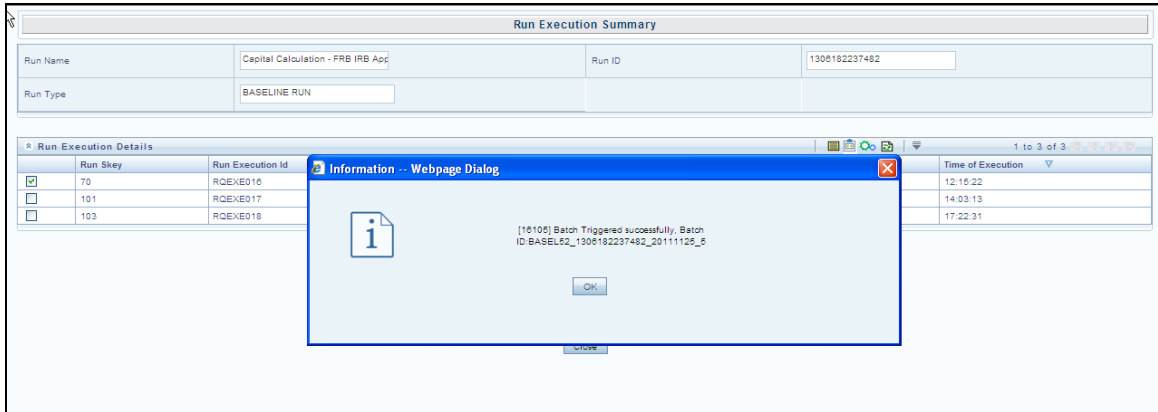 Run Execution Summary
Run Name
Capital Calculation - FRB IRB App
Run ID
1306182237482
Run Type
BASELINE RUN
Run Execution Details
1 to 3 of 3
Run Skey
Run Execution Id
Time of Execution
70
RQEXE016
12:15:22
101
RQEXE017
14:03:13
103
RQEXE018
17:22:31
Information -- Webpage Dialog
[16105] Batch Triggered successfully, Batch
ID:BASEL52_1306182237482_20111125_5
OK
Close